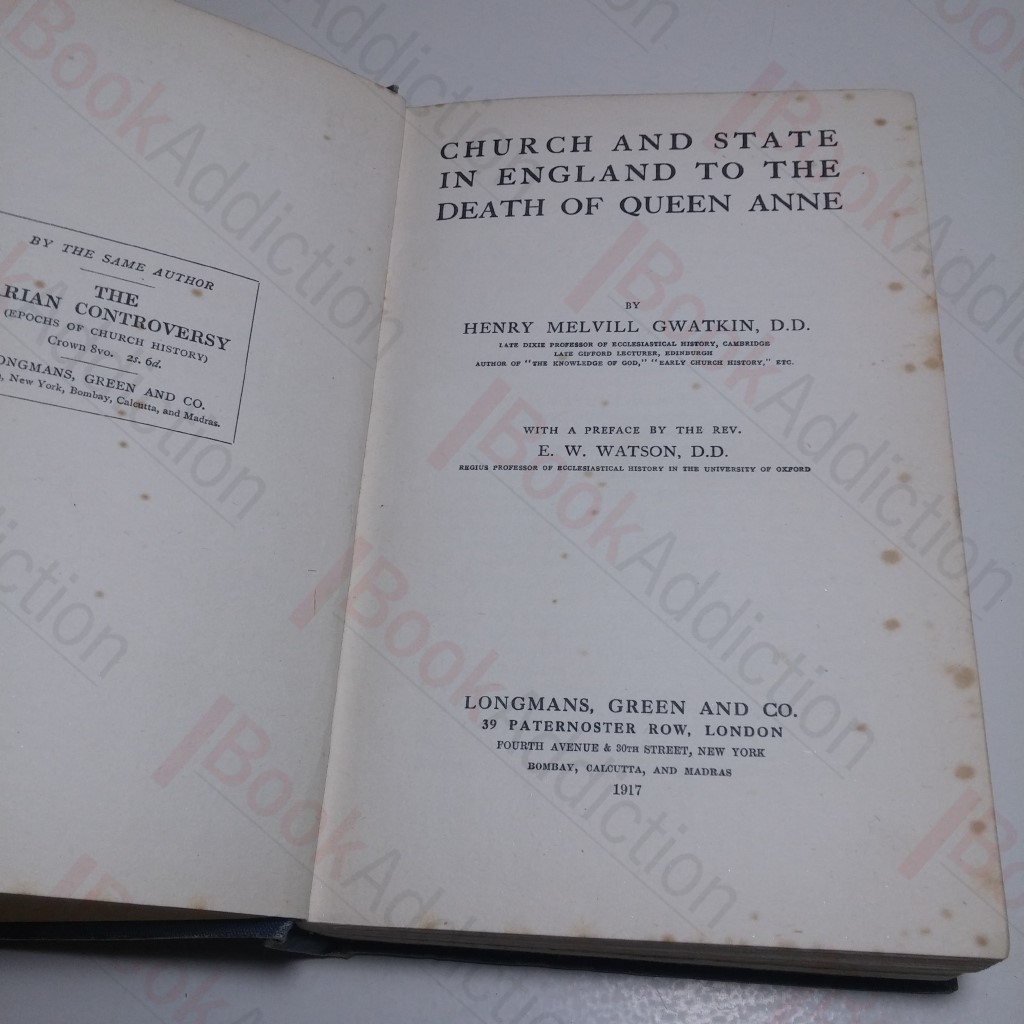 BY THE SAME AUTHOR
THE
ARIAN CONTROVERSY
(EPOCHS OF CHURCH HISTORY)
Crown 8vo. 2s. 6d.
LONGMANS, GREEN AND CO.
New York, Bombay, Calcutta, and Madras.
CHURCH AND STATE
IN ENGLAND TO THE
DEATH OF QUEEN ANNE
BY
HENRY MELVILL GWATKIN, D.D.
LATE DIXIE PROFESSOR OF ECCLESIASTICAL HISTORY, CAMBRIDGE
LATE GIFFORD LECTURER, EDINBURGH
AUTHOR OF "THE KNOWLEDGE OF GOD," "EARLY CHURCH HISTORY," ETC.
WITH A PREFACE BY THE REV.
E. W. WATSON, D.D.
REGIUS PROFESSOR OF ECCLESIASTICAL HISTORY IN THE UNIVERSITY OF OXFORD
LONGMANS, GREEN AND CO.
39 PATERNOSTER ROW, LONDON
FOURTH AVENUE & 30TH STREET, NEW YORK
BOMBAY, CALCUTTA, AND MADRAS
1917
BookAddiction